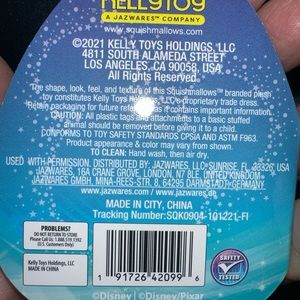 KELLYTOY
A JAZWARES™ COMPANY
www.squishmallows.com
©2021 KELLY TOYS HOLDINGS, LLC
4811 SOUTH ALAMEDA STREET
LOS ANGELES, CA 90058, USA
All Rights Reserved.
The shape, look, feel, and texture of this Squishmallows™ branded plush
toy constitutes Kelly Toys Holdings, LLC's proprietary trade dress.
Retain packaging for future reference as it contains important information.
CAUTION: All plastic tags and attachments to a basic stuffed
animal should be removed before giving it to a child.
CONFORMS TO TOY SAFETY STANDARDS CPSIA AND ASTM F963.
Product appearance & color may vary from shown.
TO CLEAN: Hand wash, then air dry.
USED WITH PERMISSION, DISTRIBUTED BY: JAZWARES, LLC SUNRISE, FL 33326 USA
JAZWARES, 16A CRANE GROVE, LONDON, N7 8LE, UNITED KINGDOM
JAZWARES GMBH, MINA-REES-STR. 8, 64295 DARMSTADT, GERMANY
www.jazwares.com / www.jazwares.com
MADE IN CITY, CHINA
Tracking Number:SQK0904-101221-FI
PROBLEMS?
DO NOT RETURN TO STORE
Please Call Us: 1.888.519.1392
(U.S. Customers Only)
Kelly Toys Holdings, LLC
MADE IN CHINA
1 91726 42099 6
SAFETY
TESTED
©Disney ©Disney/Pixar